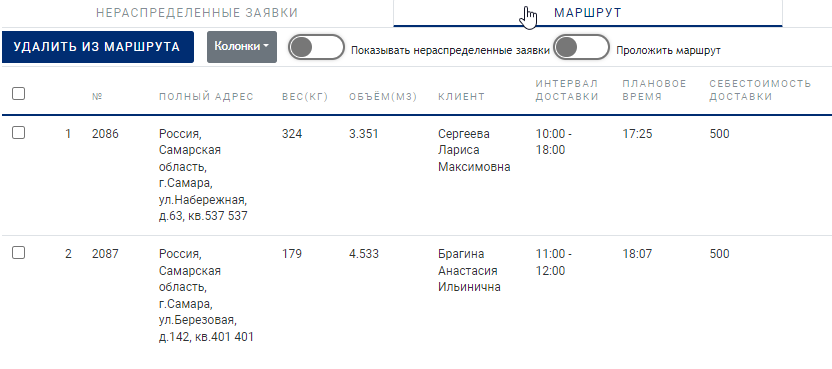 НЕРАСПРЕДЕЛЕННЫЕ ЗАЯВКИ МАРШРУТ
УДАЛИТЬ ИЗ МАРШРУТА Колонки Показывать нераспределенные заявки Проложить маршрут
№ ПОЛНЫЙ АДРЕС ВЕС(КГ) ОБЪЁМ(М3) КЛИЕНТ ИНТЕРВАЛ ДОСТАВКИ ПЛАНОВОЕ ВРЕМЯ СЕБЕСТОИМОСТЬ ДОСТАВКИ
1 2086 Россия, 324 3.351 Сергеева 10:00 - 17:25 500
Самарская Лариса 18:00
область, Максимовна
г.Самара,
ул.Набережная,
д.63, кв.537 537
2 2087 Россия, 179 4.533 Брагина 11:00 - 18:07 500
Самарская Анастасия 12:00
область, Ильинична
г.Самара,
ул.Березовая,
д.142, кв.401 401